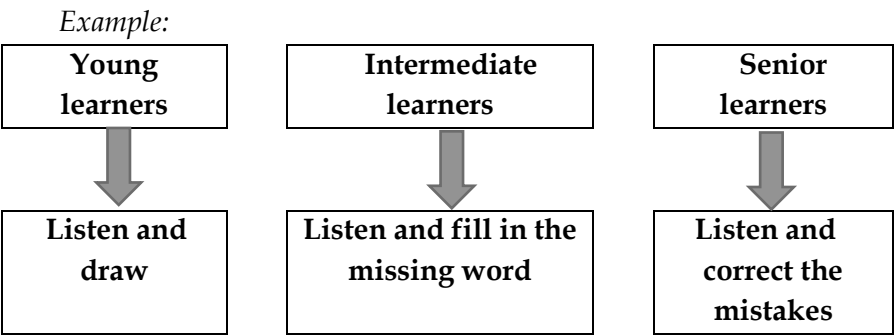 Example:
Young
learners
Intermediate
learners
Senior
learners
Listen and
draw
Listen and fill in the
missing word
Listen and
correct the
mistakes